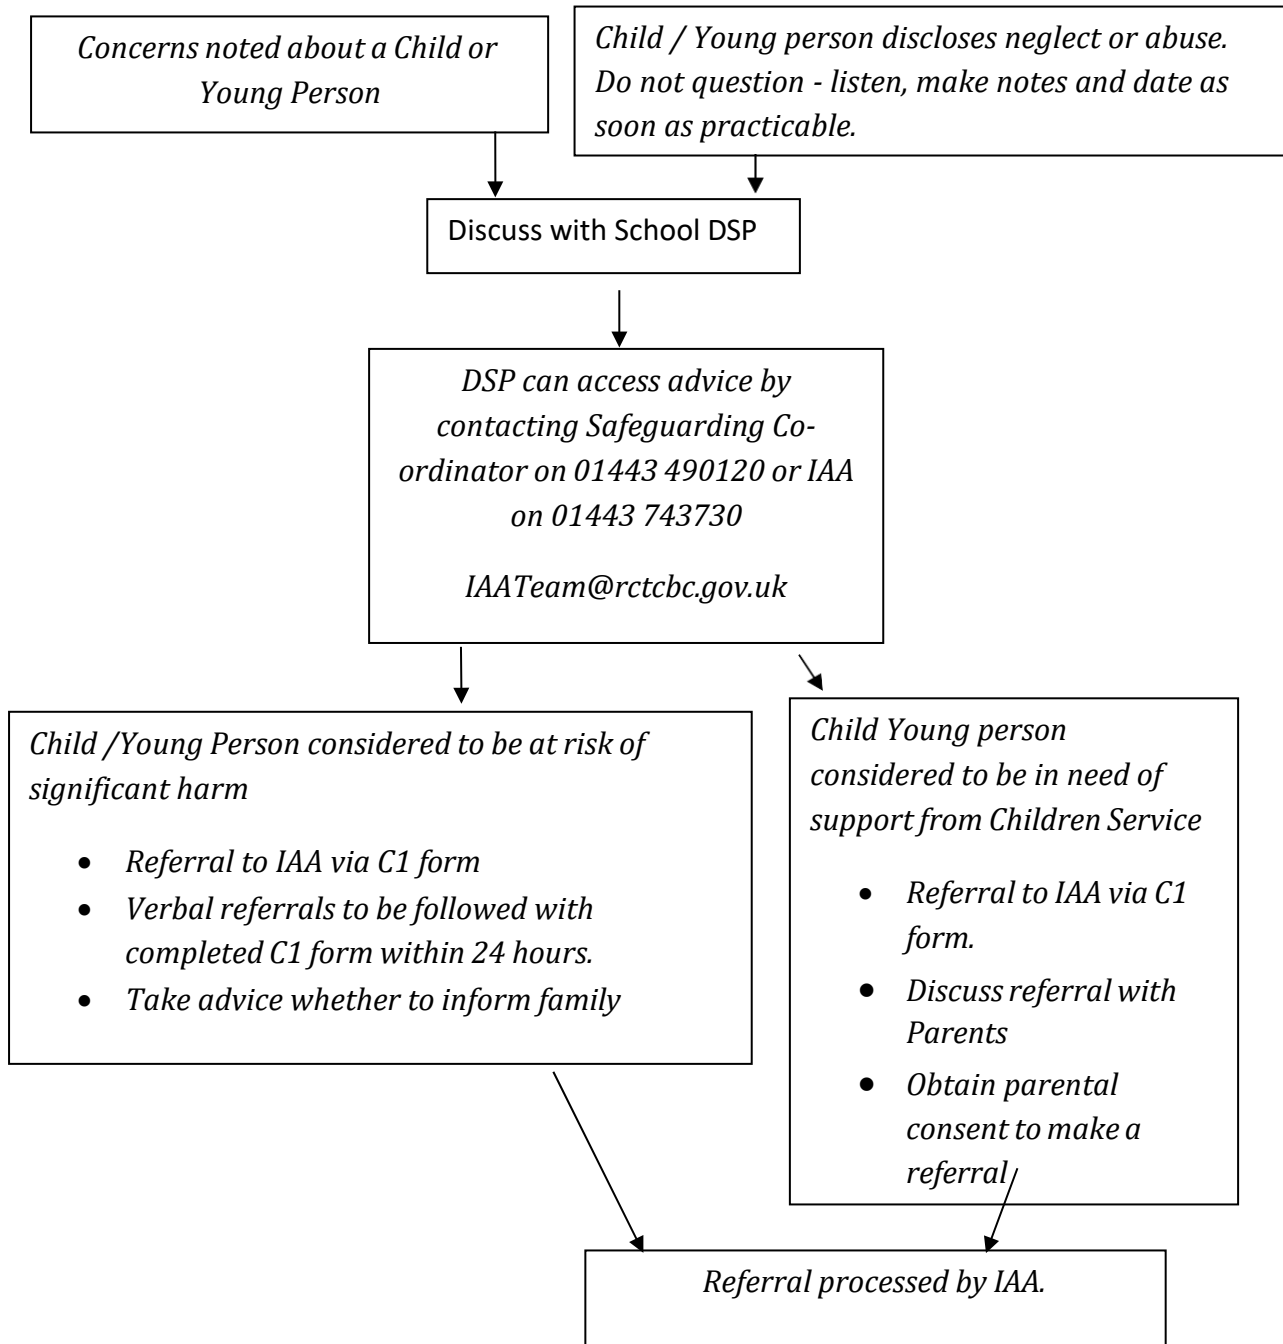 Concerns noted about a Child or
Young Person
Child / Young person discloses neglect or abuse.
Do not question - listen, make notes and date as
soon as practicable.
Discuss with School DSP
DSP can access advice by
contacting Safeguarding Co-
ordinator on 01443 490120 or IAA
on 01443 743730
IAATeam@rctcbc.gov.uk
Child /Young Person considered to be at risk of
significant harm
• Referral to IAA via C1 form
• Verbal referrals to be followed with
completed C1 form within 24 hours.
• Take advice whether to inform family
Child Young person
considered to be in need of
support from Children Service
• Referral to IAA via C1
form.
• Discuss referral with
Parents
• Obtain parental
consent to make a
referral
Referral processed by IAA.